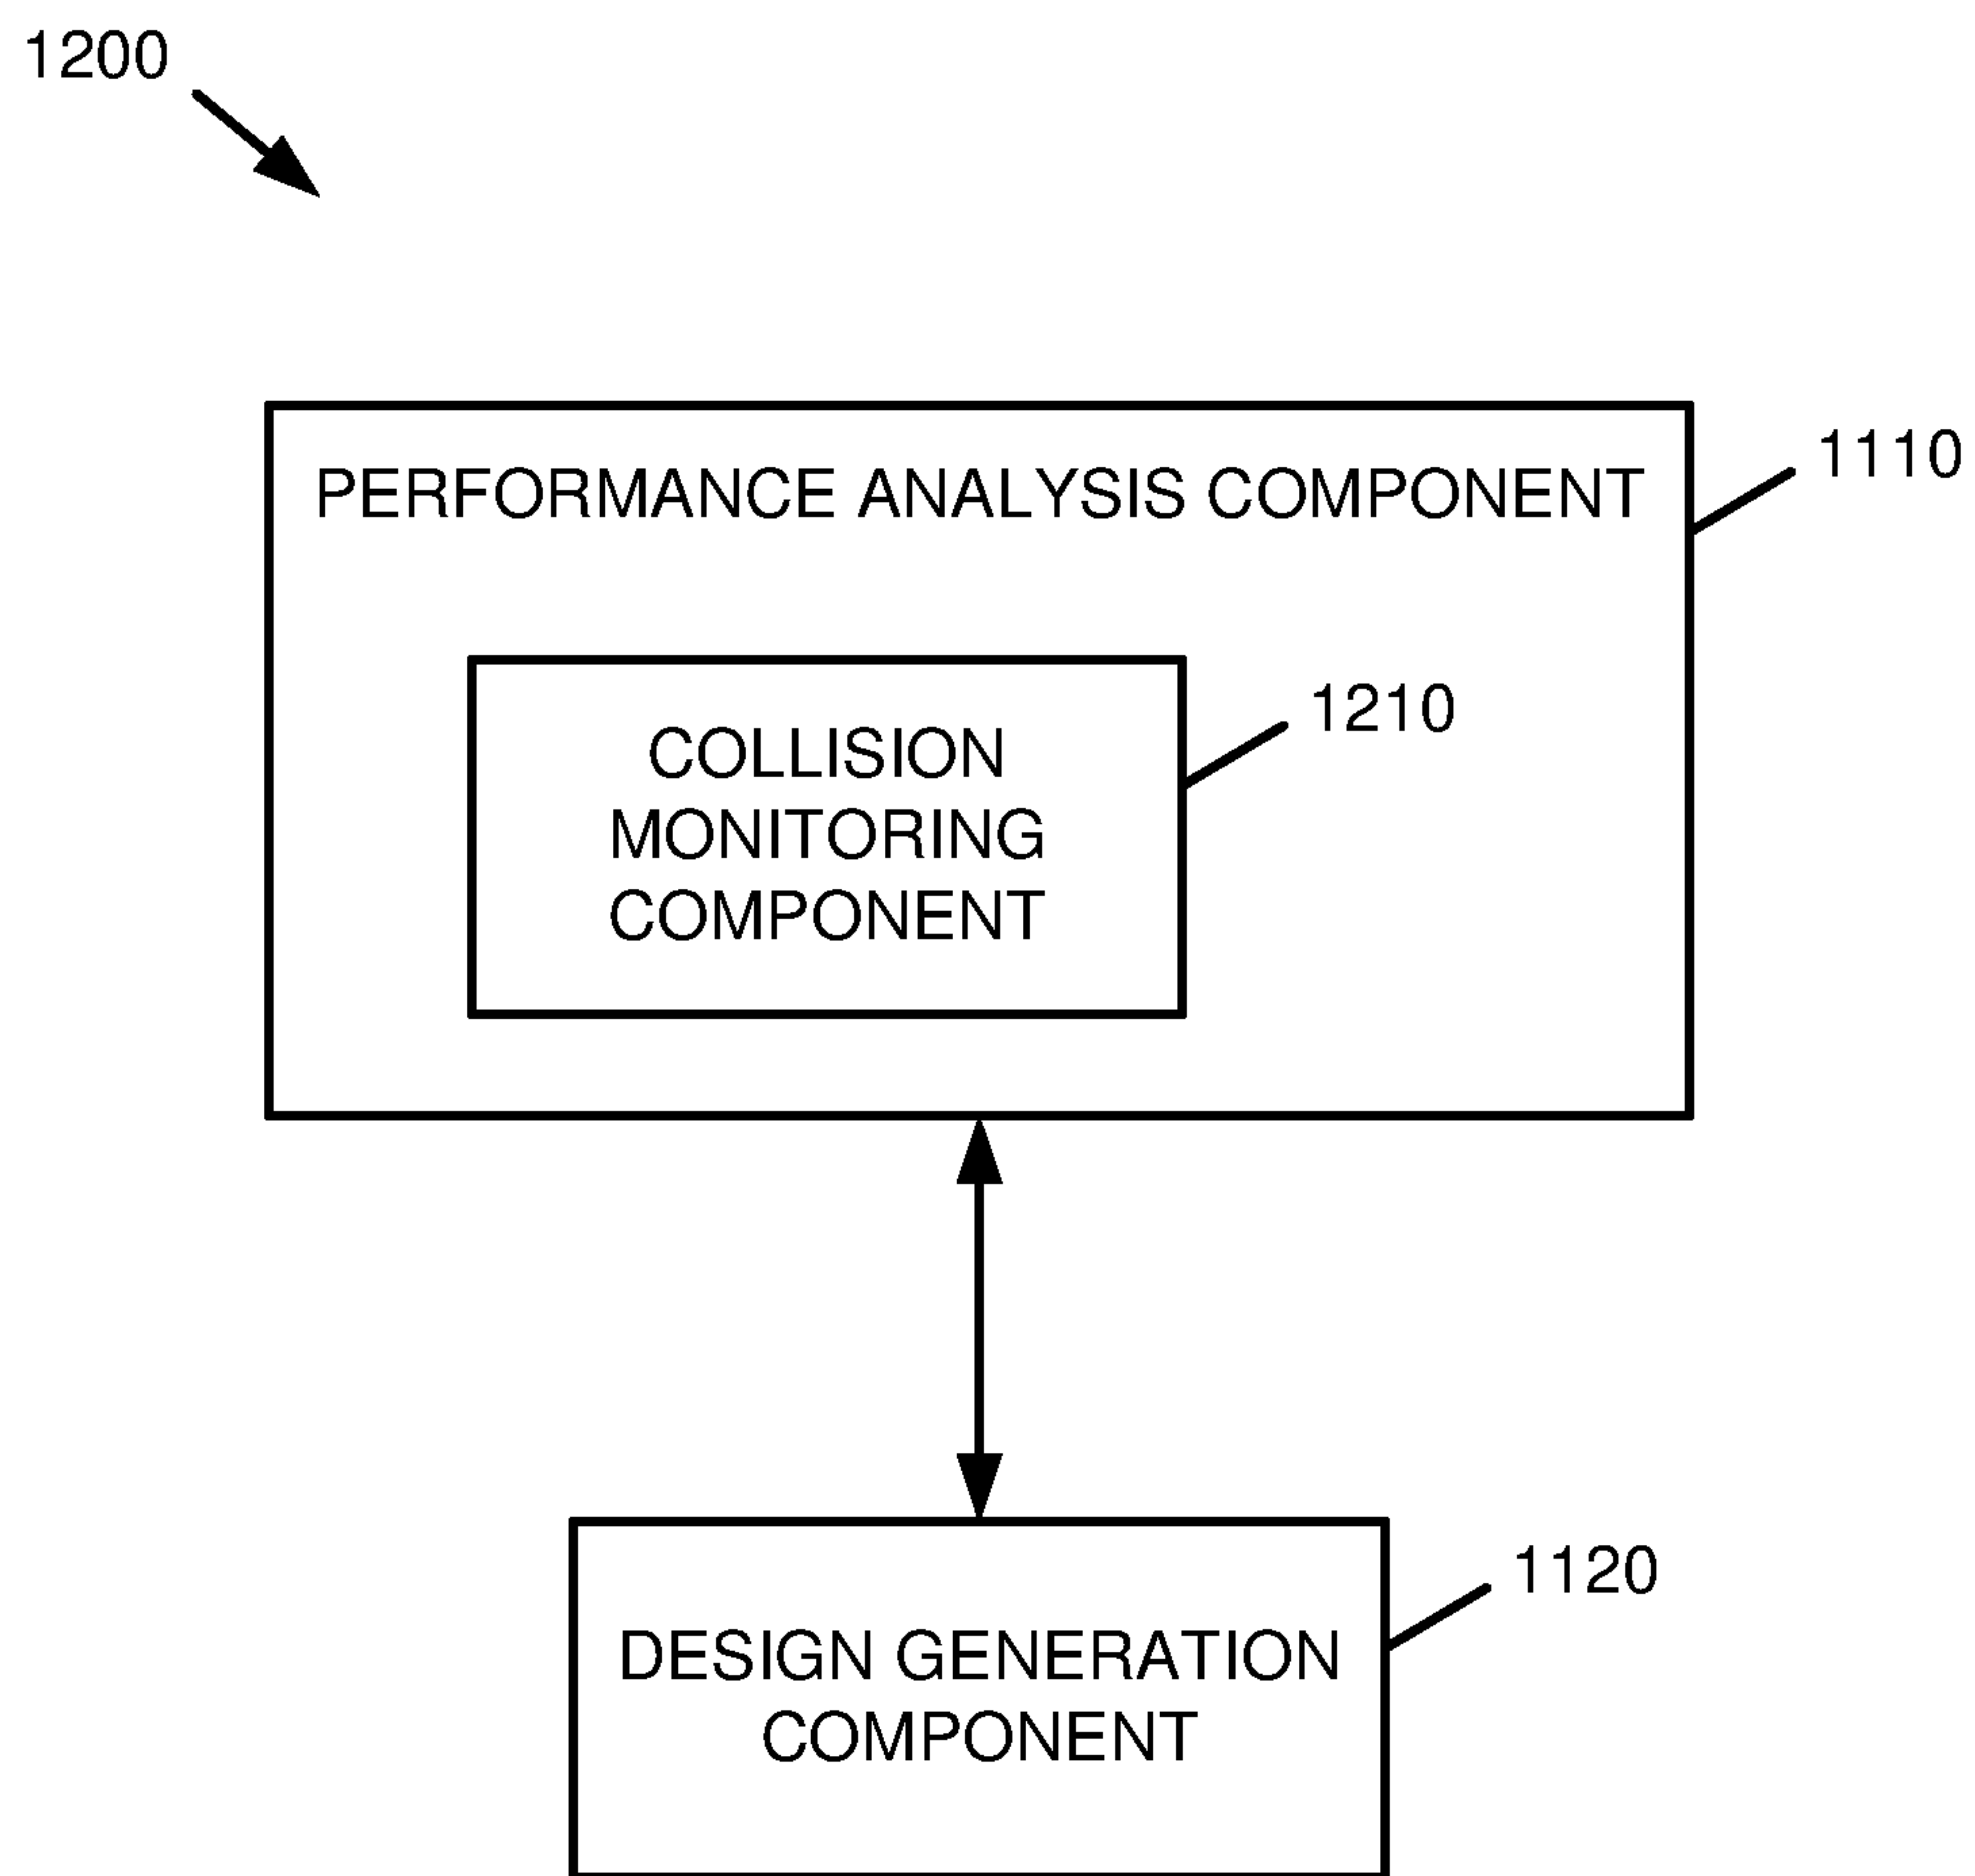 1200
PERFORMANCE ANALYSIS COMPONENT
1110
COLLISION
MONITORING
COMPONENT
1210
DESIGN GENERATION
COMPONENT
1120